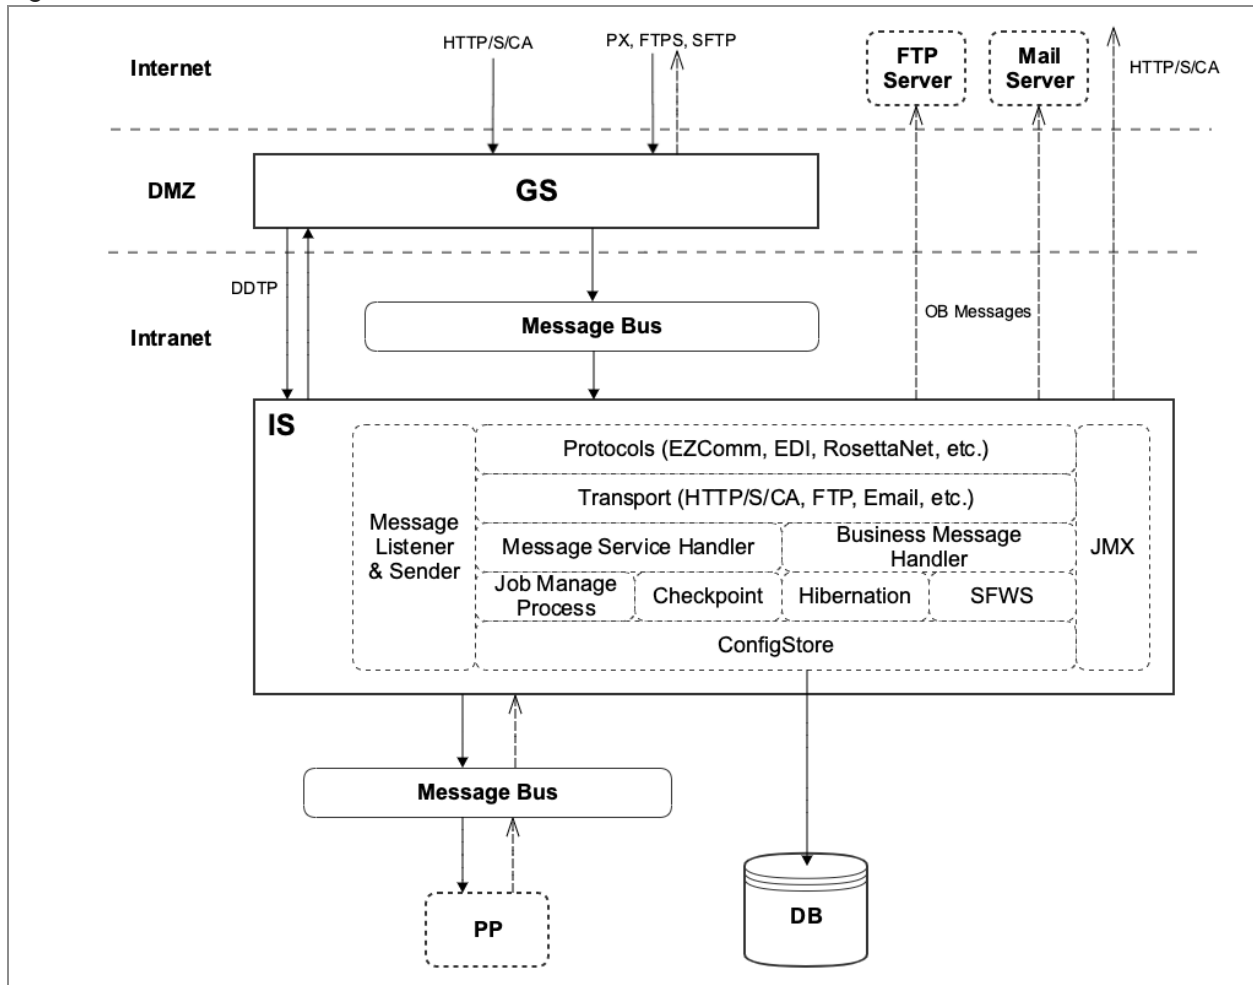 HTTP/S/CA
PX, FTPS, SFTP
FTP
Server
Mail
Server
HTTP/S/CA
Internet
DMZ
GS
DDTP
Intranet
Message Bus
OB Messages
IS
Message
Listener
& Sender
Protocols (EZComm, EDI, RosettaNet, etc.)
Transport (HTTP/S/CA, FTP, Email, etc.)
Message Service Handler
Business Message
Handler
Job Manage
Process
Checkpoint
Hibernation
SFWS
ConfigStore
JMX
Message Bus
PP
DB